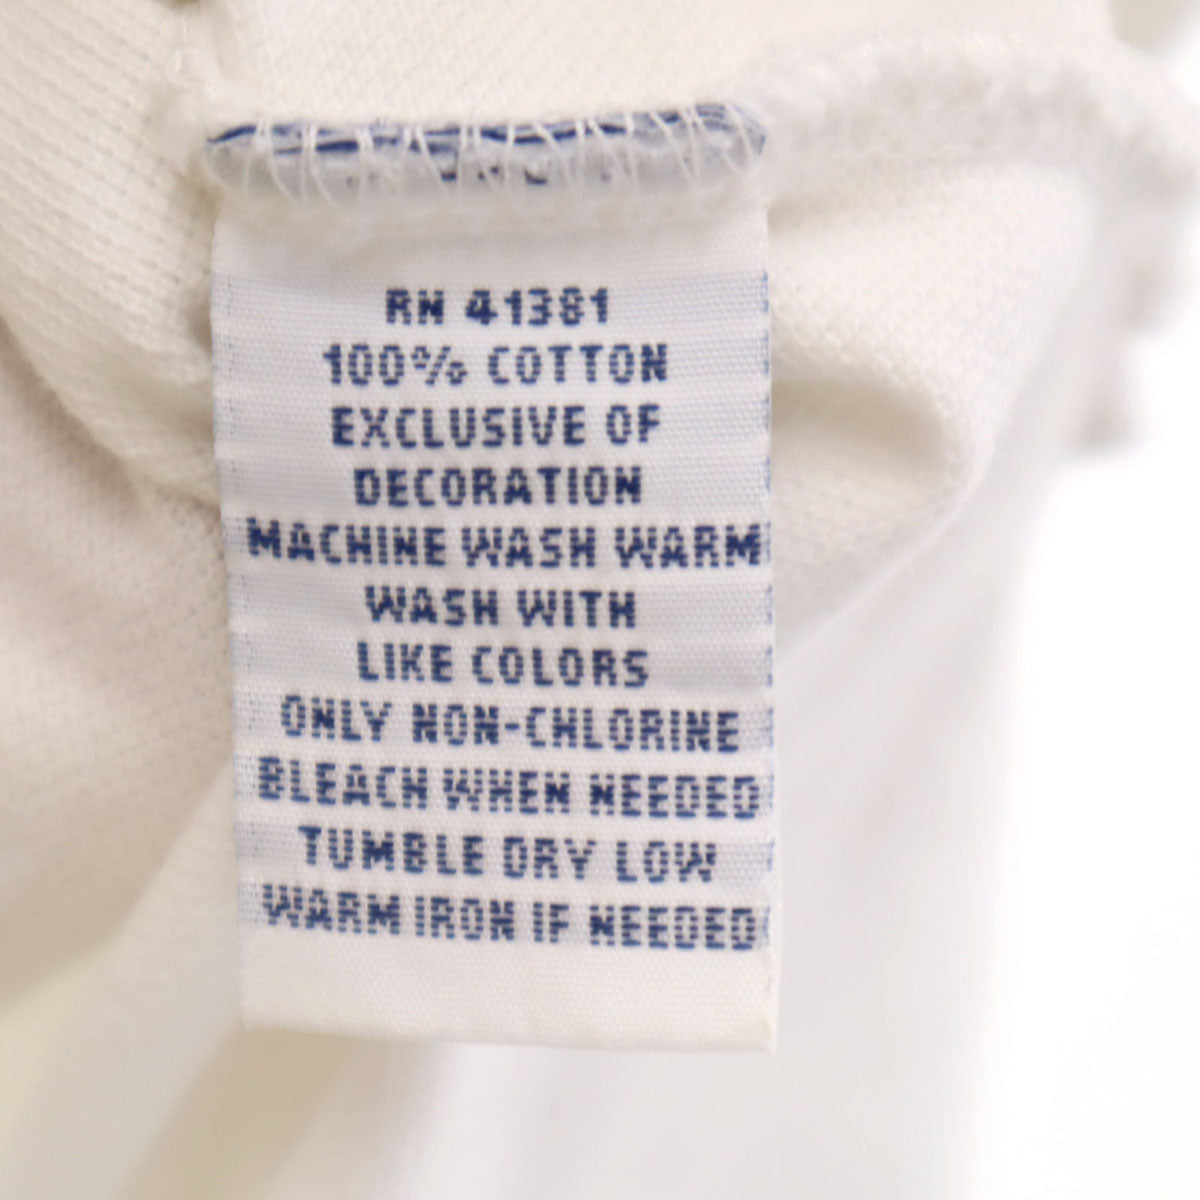 RN 41381
100% COTTON
EXCLUSIVE OF
DECORATION
MACHINE WASH WARM
WASH WITH
LIKE COLORS
ONLY NON-CHLORINE
BLEACH WHEN NEEDED
TUMBLE DRY LOW
WARM IRON IF NEEDED